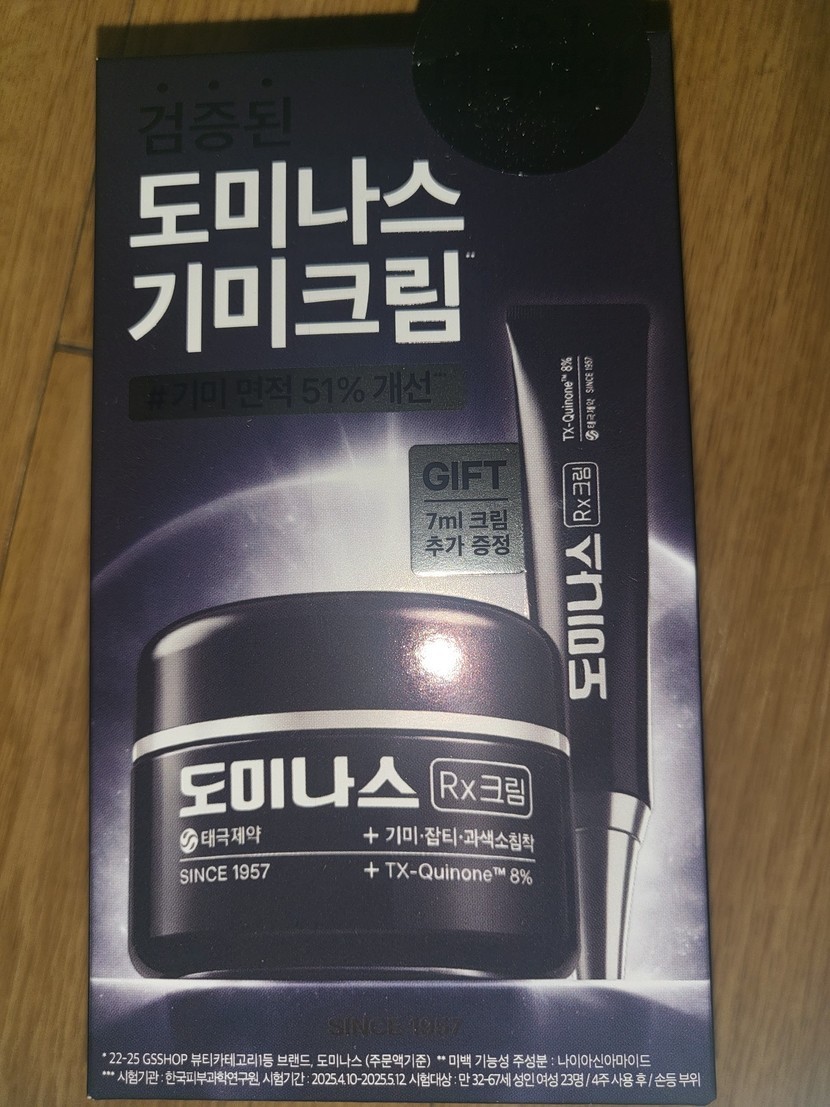 검증된
도미나스
기미크림**
#기미 면적 51% 개선***
GIFT
7ml 크림
추가 증정
TX-Quinone™ 8%
태극제약 SINCE 1957
도미나스 Rx크림
도미나스 Rx크림
태극제약 + 기미·잡티·과색소침착
SINCE 1957 + TX-Quinone™ 8%
SINCE 1957
* 22-25 GSSHOP 뷰티카테고리1등 브랜드, 도미나스 (주문액기준) ** 미백 기능성 주성분 : 나이아신아마이드
*** 시험기관 : 한국피부과학연구원, 시험기간 : 2025.4.10-2025.5.12, 시험대상 : 만 32-67세 성인 여성 23명 / 4주 사용 후 / 손등 부위